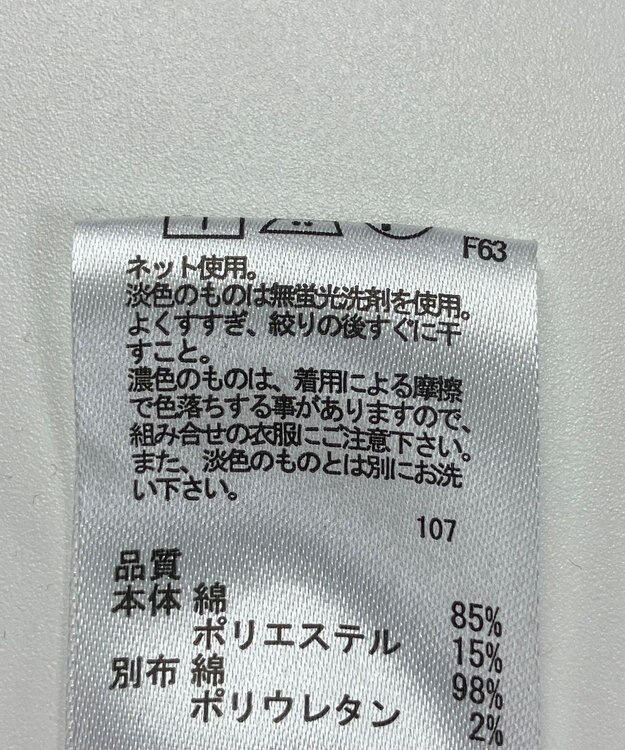 F63
ネット使用。
淡色のものは無蛍光洗剤を使用。
よくすすぎ、絞りの後すぐに干
すこと。
濃色のものは、着用による摩擦
で色落ちする事がありますので、
組み合せの衣服にご注意下さい。
また、淡色のものとは別にお洗
い下さい。
107
品質
本体 綿 85%
ポリエステル 15%
別布 綿 98%
ポリウレタン 2%